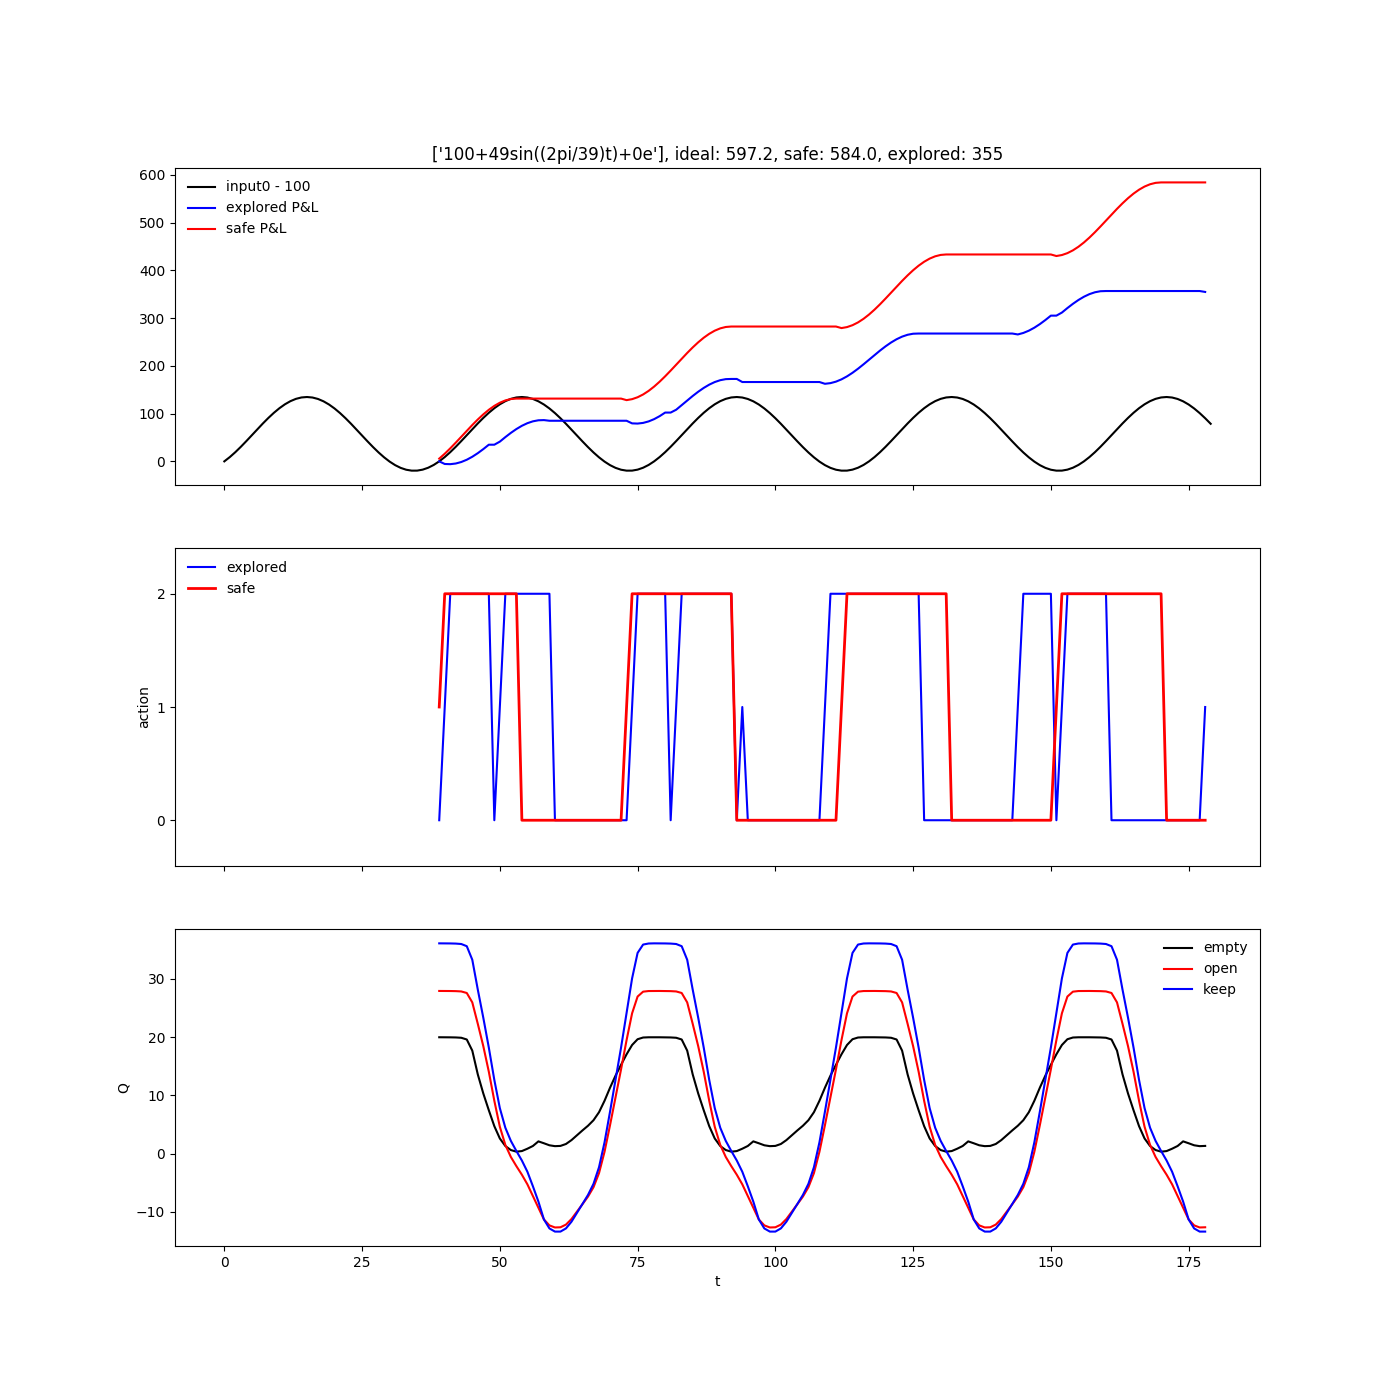 ['100+49sin((2pi/39)t)+0e'], ideal: 597.2, safe: 584.0, explored: 355
600
500
400
300
200
100
0
input0 - 100
explored P&L
safe P&L
2
1
0
action
explored
safe
30
20
10
0
−10
Q
empty
open
keep
0 25 50 75 100 125 150 175
t